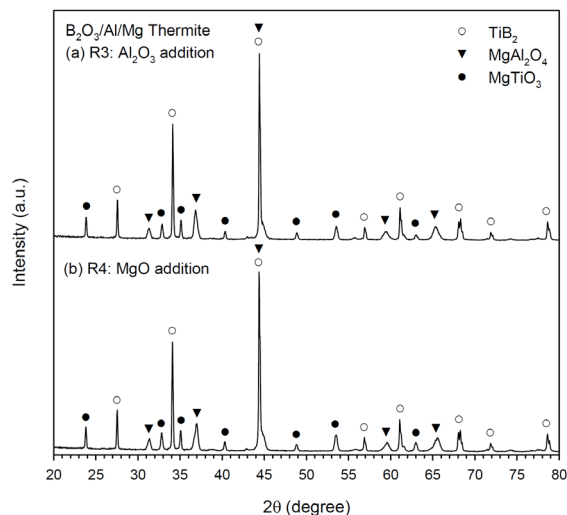 B₂O₃/Al/Mg Thermite
(a) R3: Al₂O₃ addition
TiB₂
MgAl₂O₄
MgTiO₃
(b) R4: MgO addition
Intensity (a.u.)
20 25 30 35 40 45 50 55 60 65 70 75 80
2θ (degree)